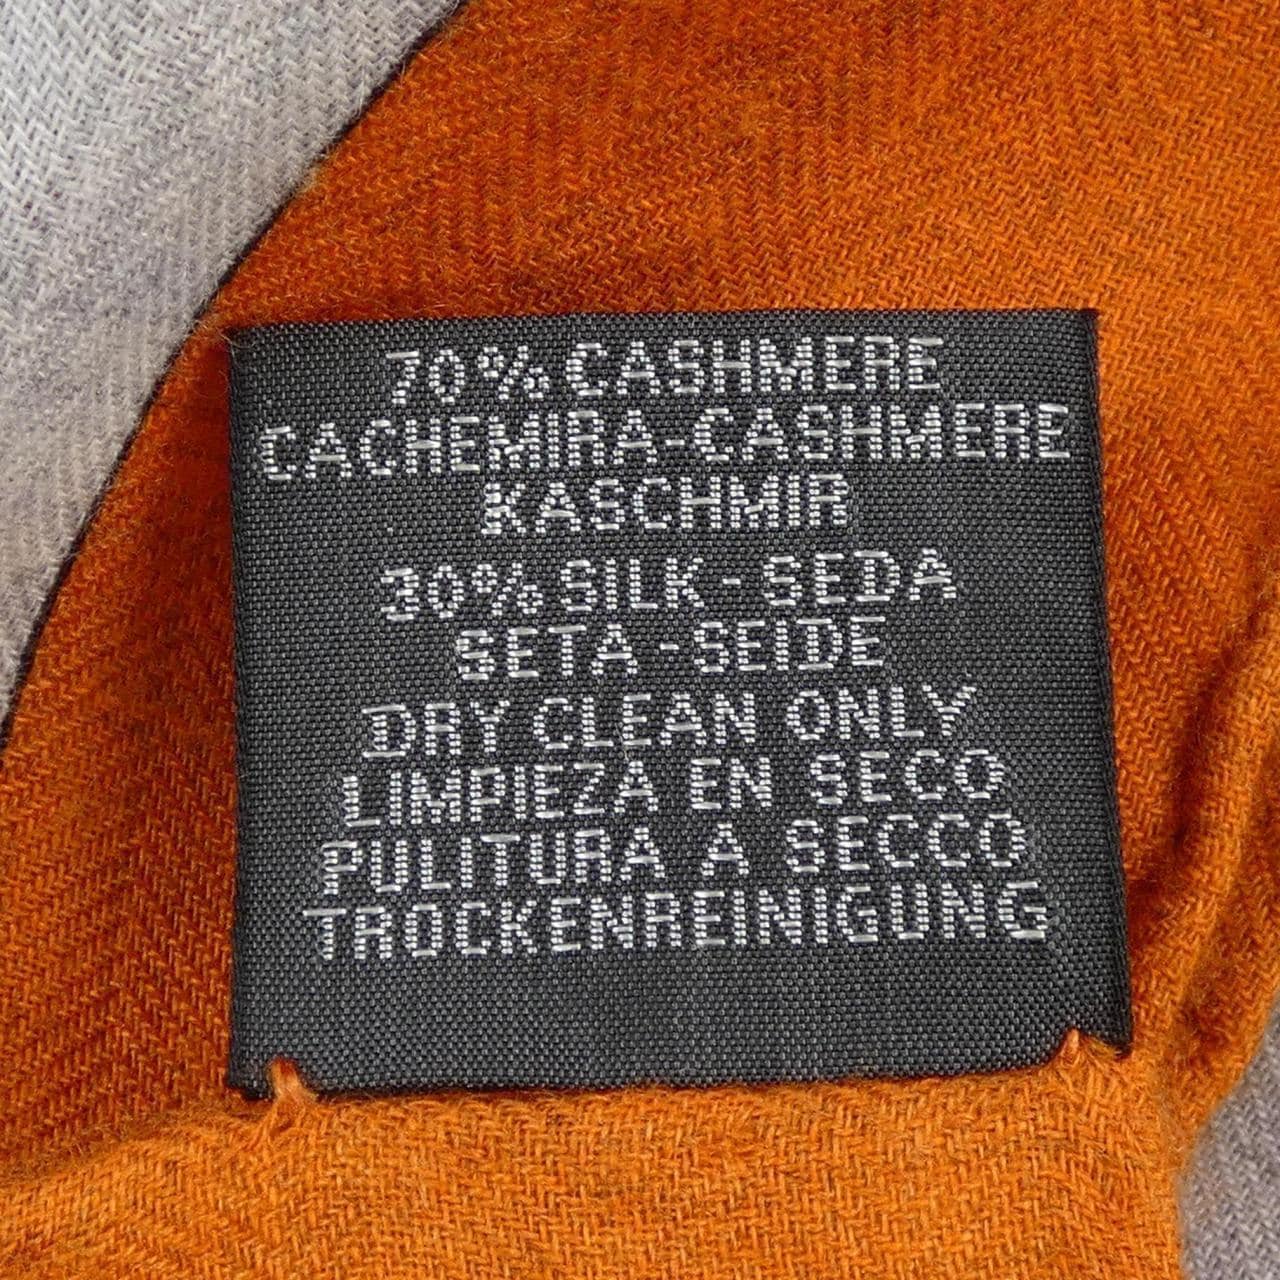 70% CASHMERE
CACHEMIRA-CASHMERE
KASCHMIR
30% SILK - SEDA
SETA - SEIDE
DRY CLEAN ONLY
LIMPIEZA EN SECO
PULITURA A SECCO
TROCKENREINIGUNG